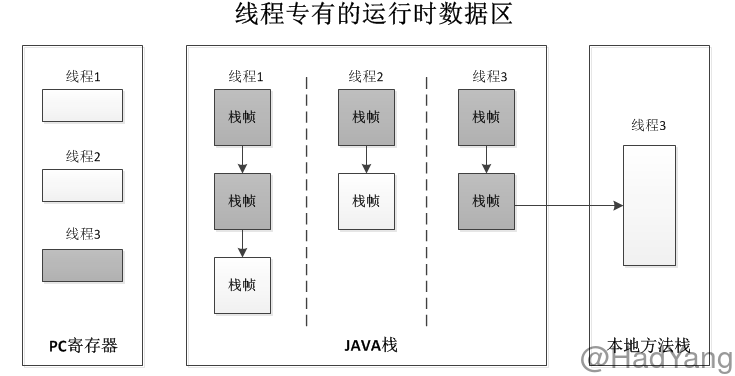 线程专有的运行时数据区
线程1
线程2
线程3
PC寄存器
线程1
线程2
线程3
栈帧
栈帧
栈帧
栈帧
栈帧
栈帧
栈帧
JAVA栈
线程3
本地方法栈
@HadYang